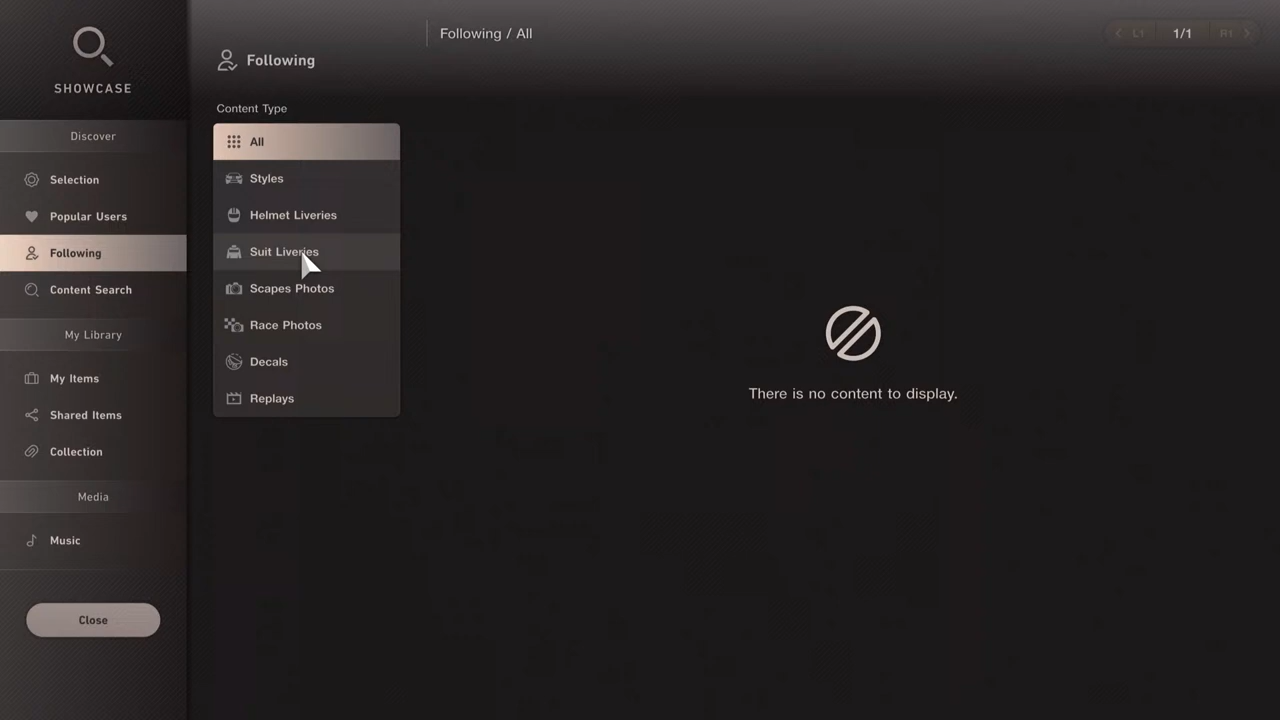 SHOWCASE
Discover
Selection
Popular Users
Following
Content Search
My Library
My Items
Shared Items
Collection
Media
Music
Close
Following
Content Type
All
Styles
Helmet Liveries
Suit Liveries
Scapes Photos
Race Photos
Decals
Replays
Following / All
L1 1/1 R1
There is no content to display.